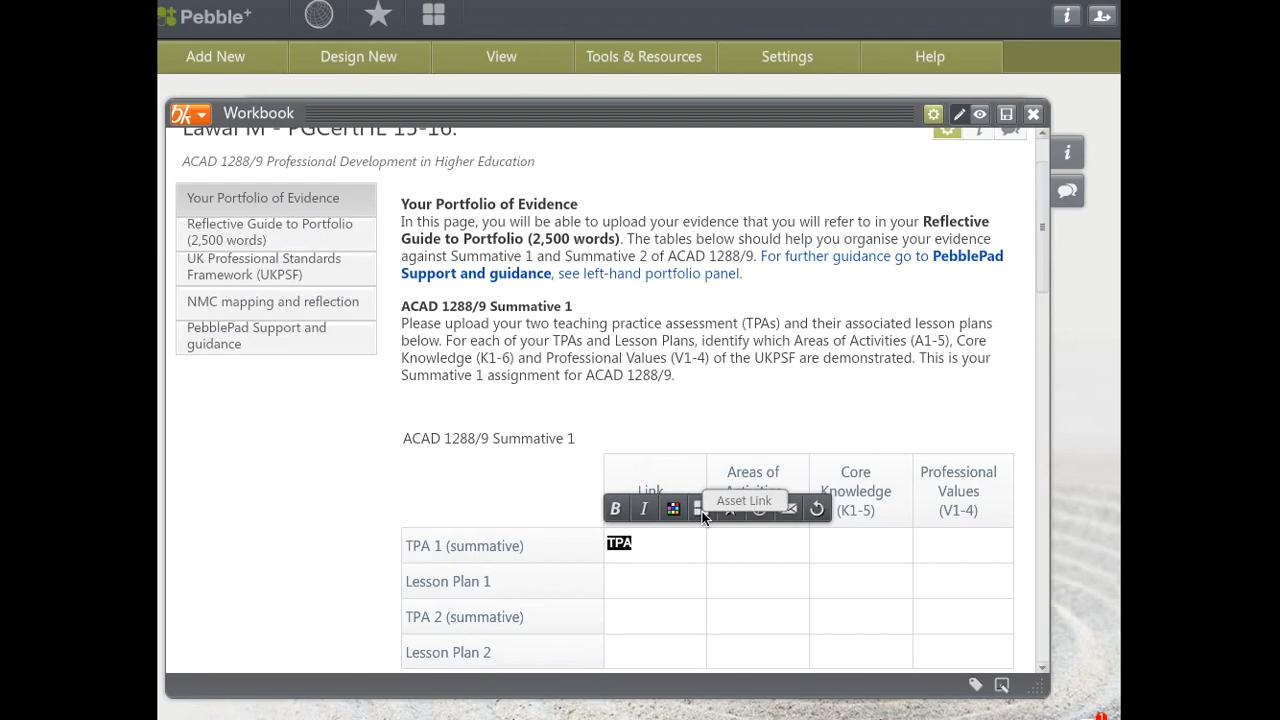 Pebble+
Add New
Design New
View
Tools & Resources
Settings
Help
Workbook
Lawal M - PGCertHE 15-16.
ACAD 1288/9 Professional Development in Higher Education
Your Portfolio of Evidence
Reflective Guide to Portfolio
(2,500 words)
UK Professional Standards
Framework (UKPSF)
NMC mapping and reflection
PebblePad Support and
guidance
Your Portfolio of Evidence
In this page, you will be able to upload your evidence that you will refer to in your Reflective
Guide to Portfolio (2,500 words). The tables below should help you organise your evidence
against Summative 1 and Summative 2 of ACAD 1288/9. For further guidance go to PebblePad
Support and guidance, see left-hand portfolio panel.
ACAD 1288/9 Summative 1
Please upload your two teaching practice assessment (TPAs) and their associated lesson plans
below. For each of your TPAs and Lesson Plans, identify which Areas of Activities (A1-5), Core
Knowledge (K1-6) and Professional Values (V1-4) of the UKPSF are demonstrated. This is your
Summative 1 assignment for ACAD 1288/9.
ACAD 1288/9 Summative 1
Link
Areas of
Core
Knowledge
(K1-5)
Professional
Values
(V1-4)
B I
Asset Link
TPA 1 (summative)
TPA
Lesson Plan 1
TPA 2 (summative)
Lesson Plan 2
1